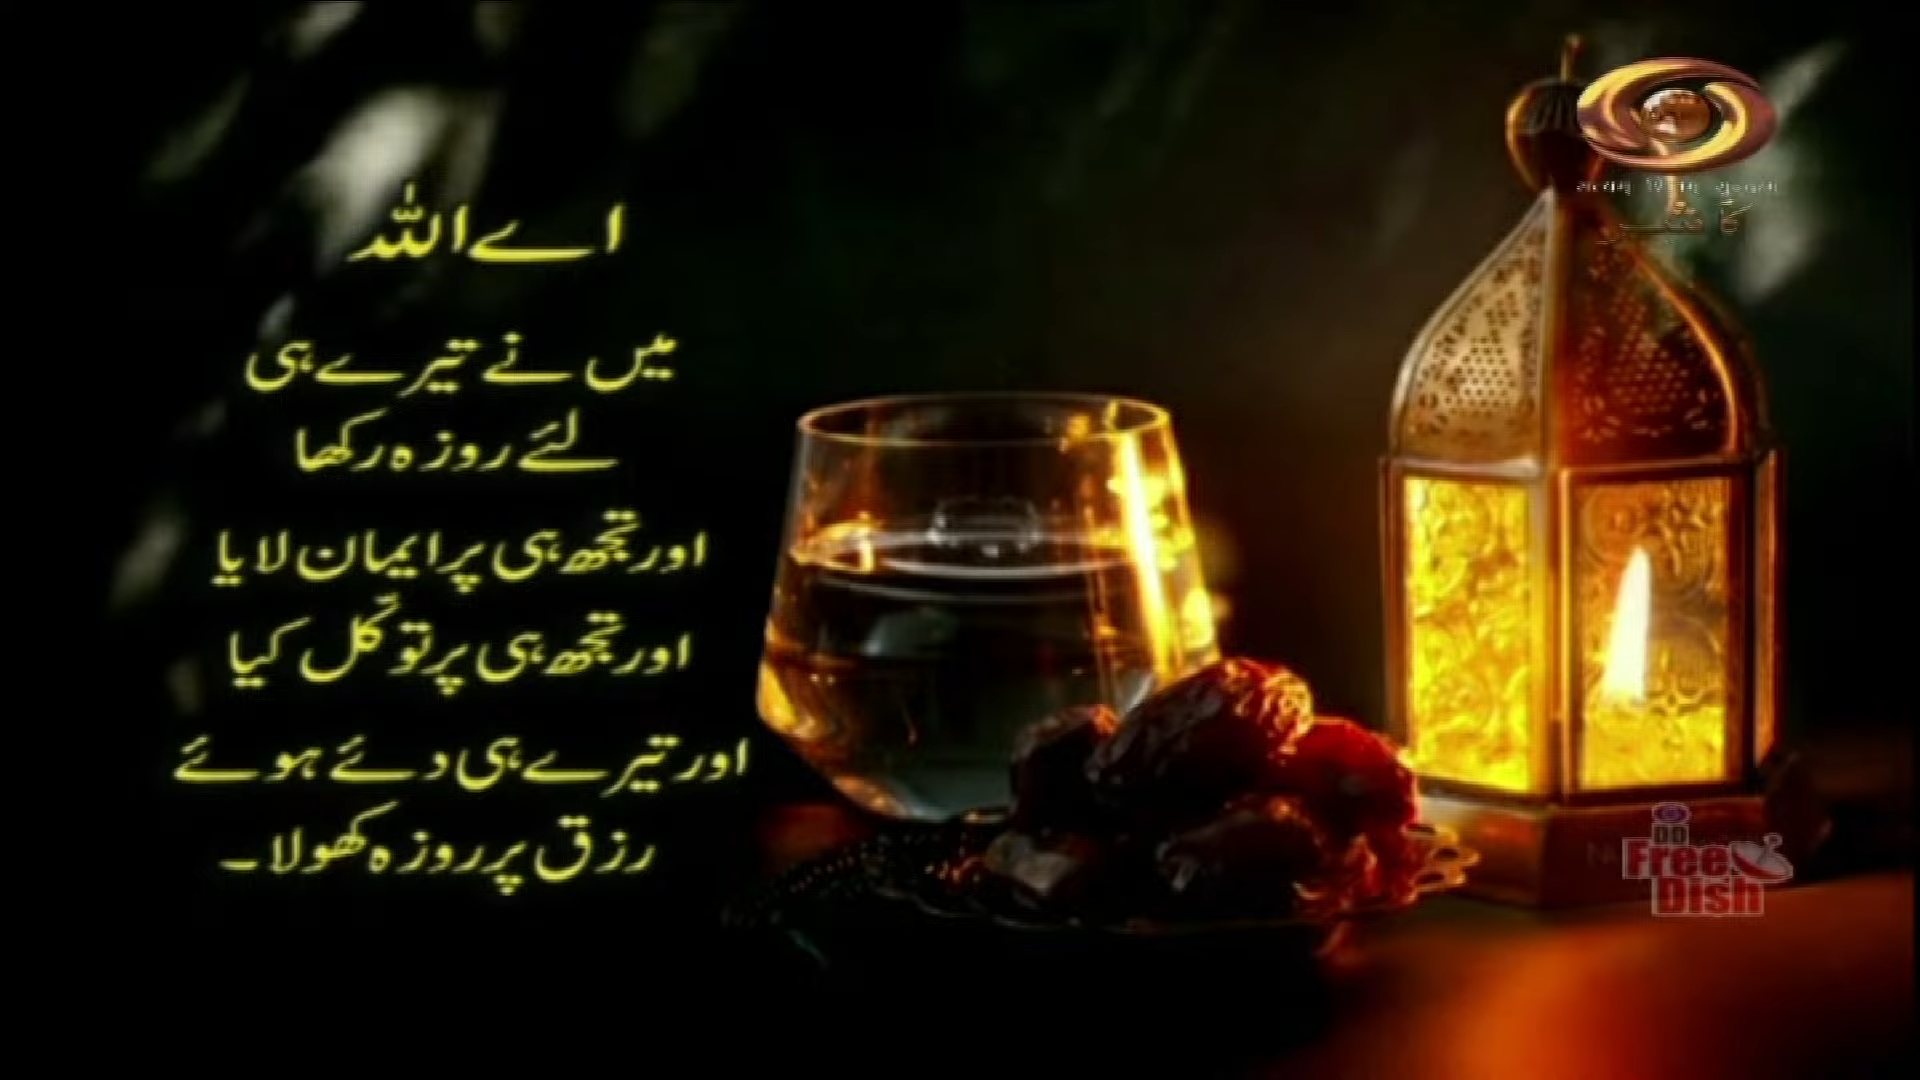 اے اللہ
میں نے تیرے ہی
لئے روزہ رکھا
اور تجھ ہی پر ایمان لایا
اور تجھ ہی پر توکّل کیا
اور تیرے ہی دئے ہوئے
رزق پر روزہ کھولا۔
DD
Free
Dish